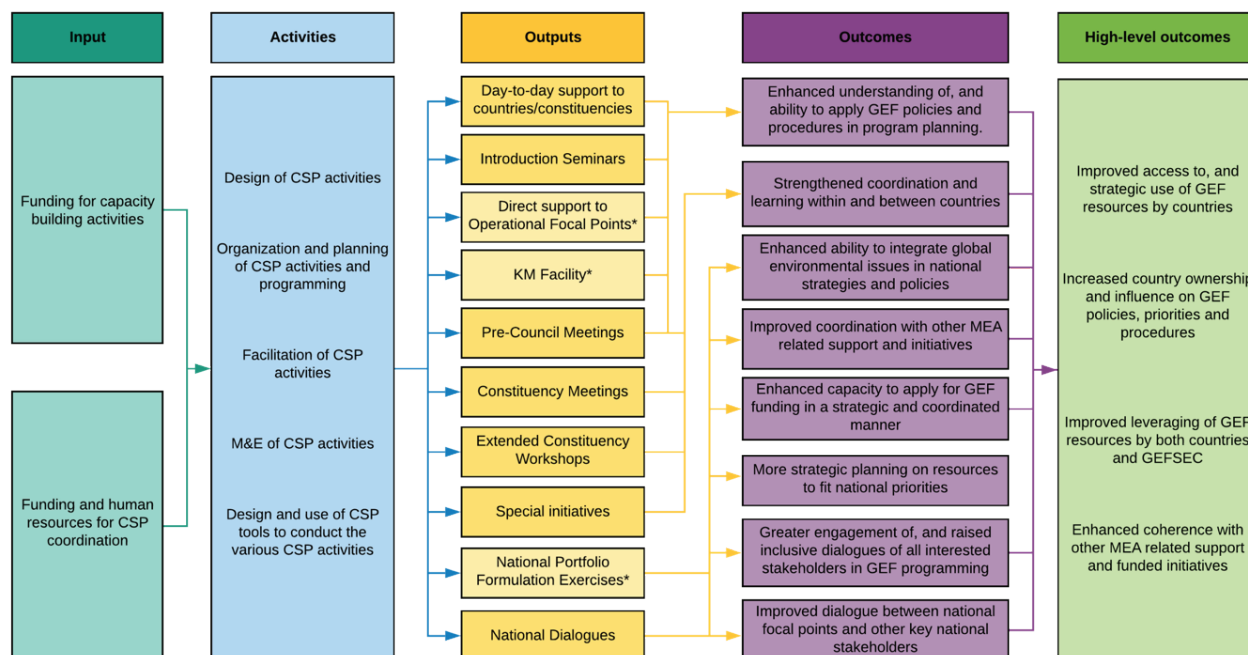 Input
Activities
Outputs
Outcomes
High-level outcomes
Funding for capacity
building activities
Funding and human
resources for CSP
coordination
Design of CSP activities
Organization and planning
of CSP activities and
programming
Facilitation of CSP
activities
M&E of CSP activities
Design and use of CSP
tools to conduct the
various CSP activities
Day-to-day support to
countries/constituencies
Introduction Seminars
Direct support to
Operational Focal Points*
KM Facility*
Pre-Council Meetings
Constituency Meetings
Extended Constituency
Workshops
Special initiatives
National Portfolio
Formulation Exercises*
National Dialogues
Enhanced understanding of, and
ability to apply GEF policies and
procedures in program planning.
Strengthened coordination and
learning within and between countries
Enhanced ability to integrate global
environmental issues in national
strategies and policies
Improved coordination with other MEA
related support and initiatives
Enhanced capacity to apply for GEF
funding in a strategic and coordinated
manner
More strategic planning on resources
to fit national priorities
Greater engagement of, and raised
inclusive dialogues of all interested
stakeholders in GEF programming
Improved dialogue between national
focal points and other key national
stakeholders
Improved access to, and
strategic use of GEF
resources by countries
Increased country ownership
and influence on GEF
policies, priorities and
procedures
Improved leveraging of GEF
resources by both countries
and GEFSEC
Enhanced coherence with
other MEA related support
and funded initiatives